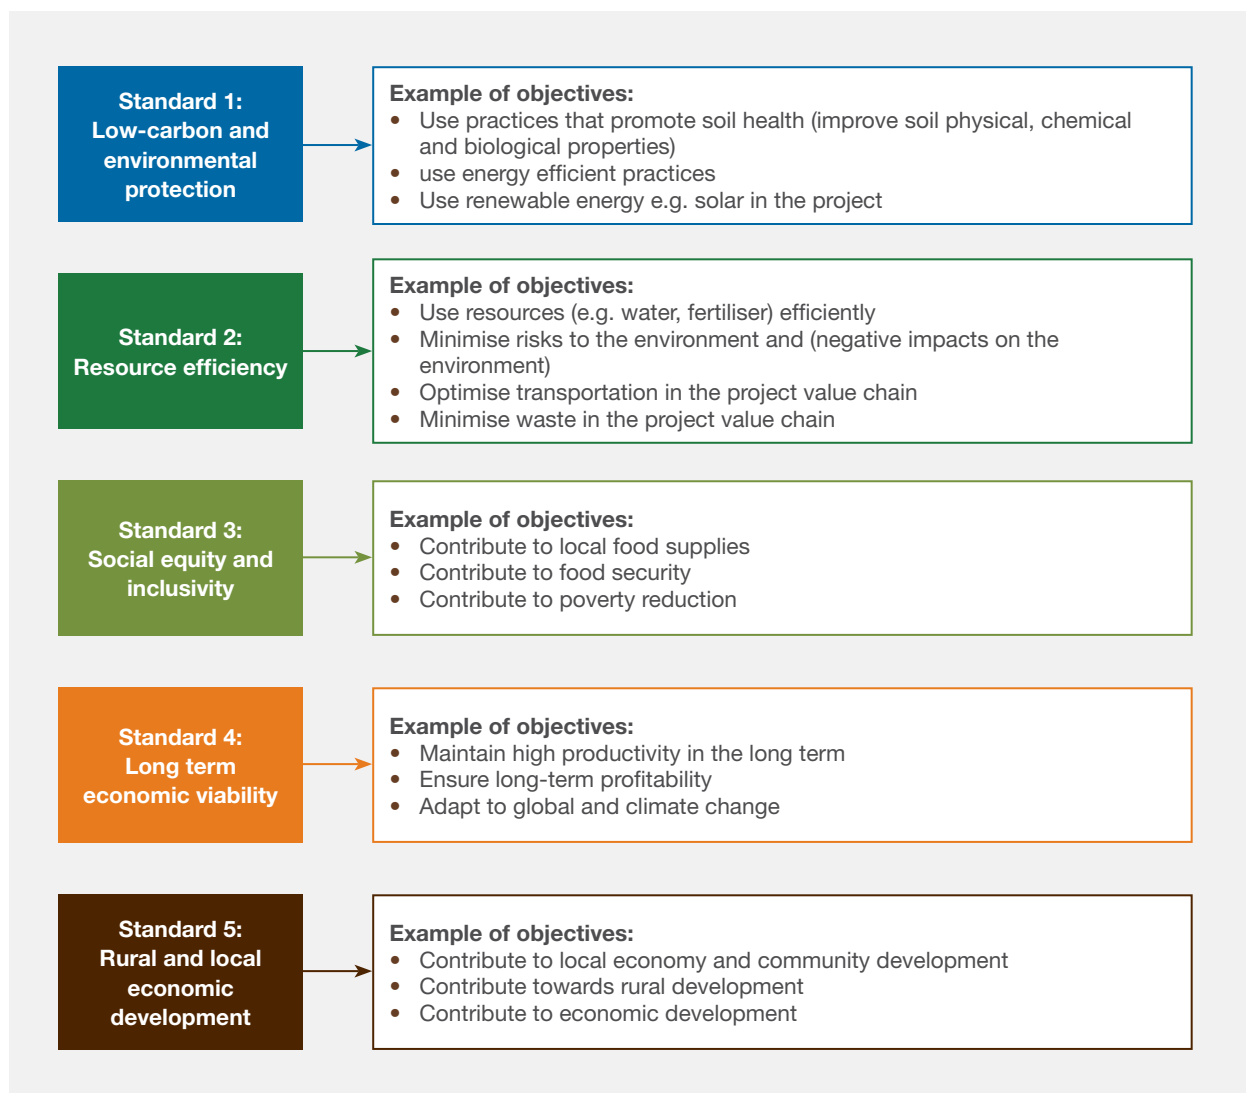 Standard 1:
Low-carbon and
environmental
protection
Example of objectives:
• Use practices that promote soil health (improve soil physical, chemical
and biological properties)
• use energy efficient practices
• Use renewable energy e.g. solar in the project
Standard 2:
Resource efficiency
Example of objectives:
• Use resources (e.g. water, fertiliser) efficiently
• Minimise risks to the environment and (negative impacts on the
environment)
• Optimise transportation in the project value chain
• Minimise waste in the project value chain
Standard 3:
Social equity and
inclusivity
Example of objectives:
• Contribute to local food supplies
• Contribute to food security
• Contribute to poverty reduction
Standard 4:
Long term
economic viability
Example of objectives:
• Maintain high productivity in the long term
• Ensure long-term profitability
• Adapt to global and climate change
Standard 5:
Rural and local
economic
development
Example of objectives:
• Contribute to local economy and community development
• Contribute towards rural development
• Contribute to economic development